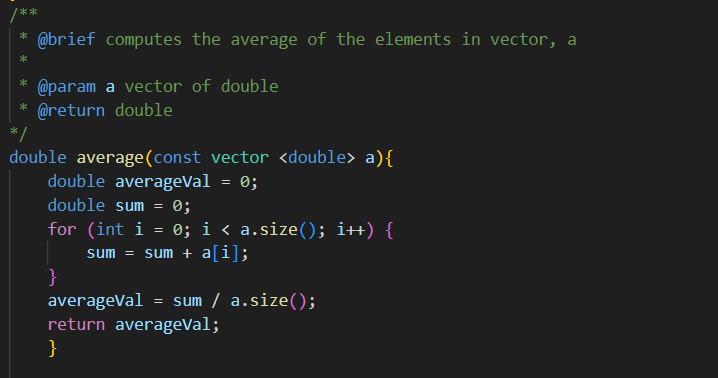 /**
 * @brief computes the average of the elements in vector, a
 *
 * @param a vector of double
 * @return double
*/
double average(const vector <double> a){
    double averageVal = 0;
    double sum = 0;
    for (int i = 0; i < a.size(); i++) {
        sum = sum + a[i];
    }
    averageVal = sum / a.size();
    return averageVal;
    }